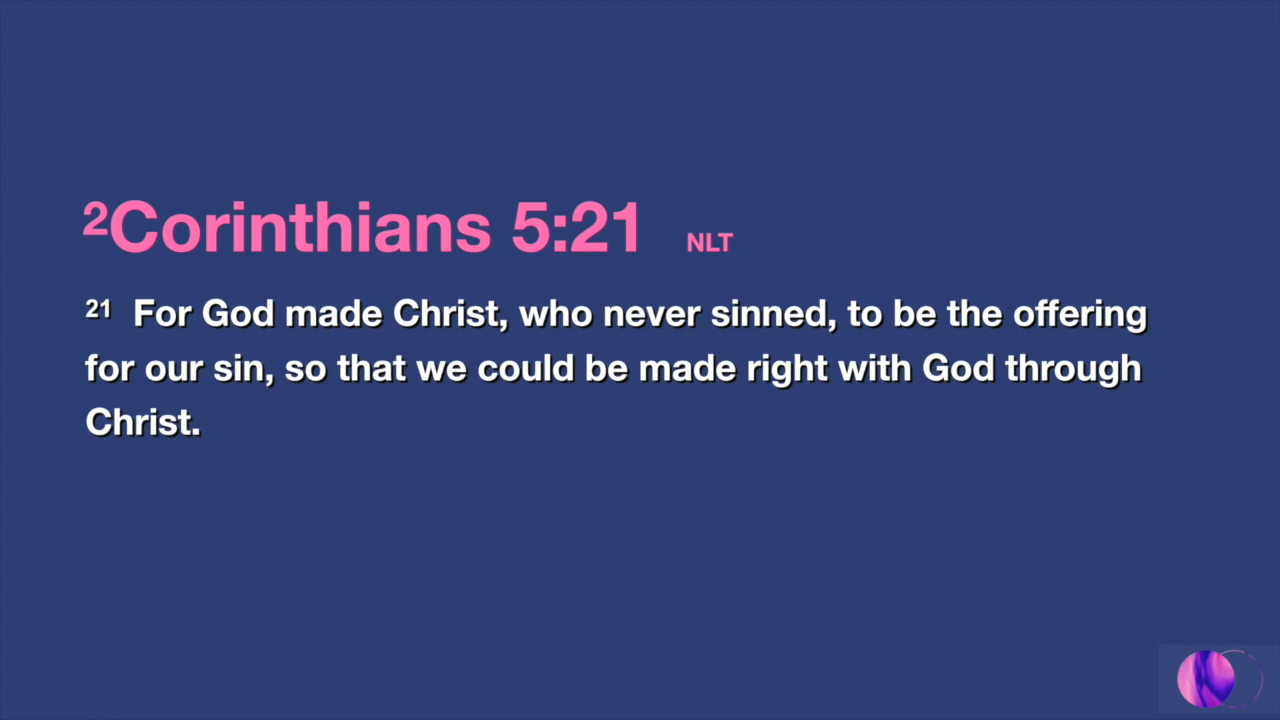 ²Corinthians 5:21 NLT
²¹ For God made Christ, who never sinned, to be the offering
for our sin, so that we could be made right with God through
Christ.